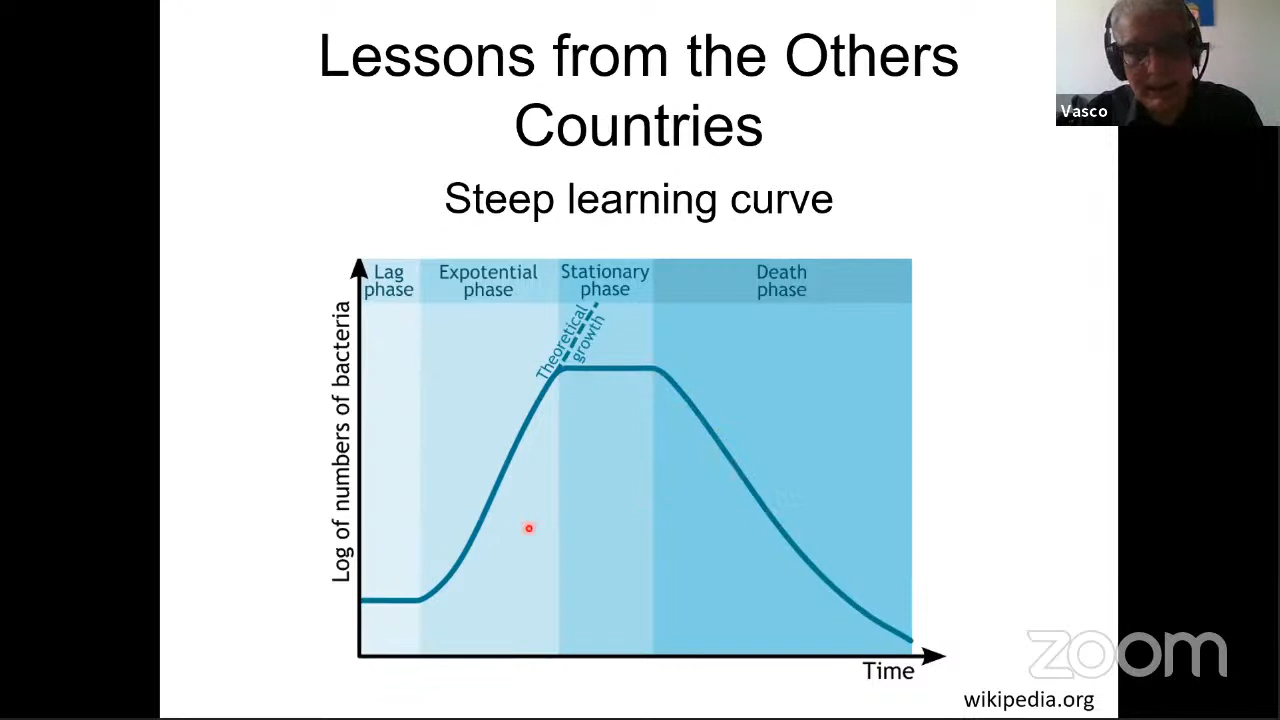 Lessons from the Others
Countries
Vasco
Steep learning curve
Lag
phase
Expotential
phase
Stationary
phase
Death
phase
Theoretical
growth
Log of numbers of bacteria
Time
zoom
wikipedia.org